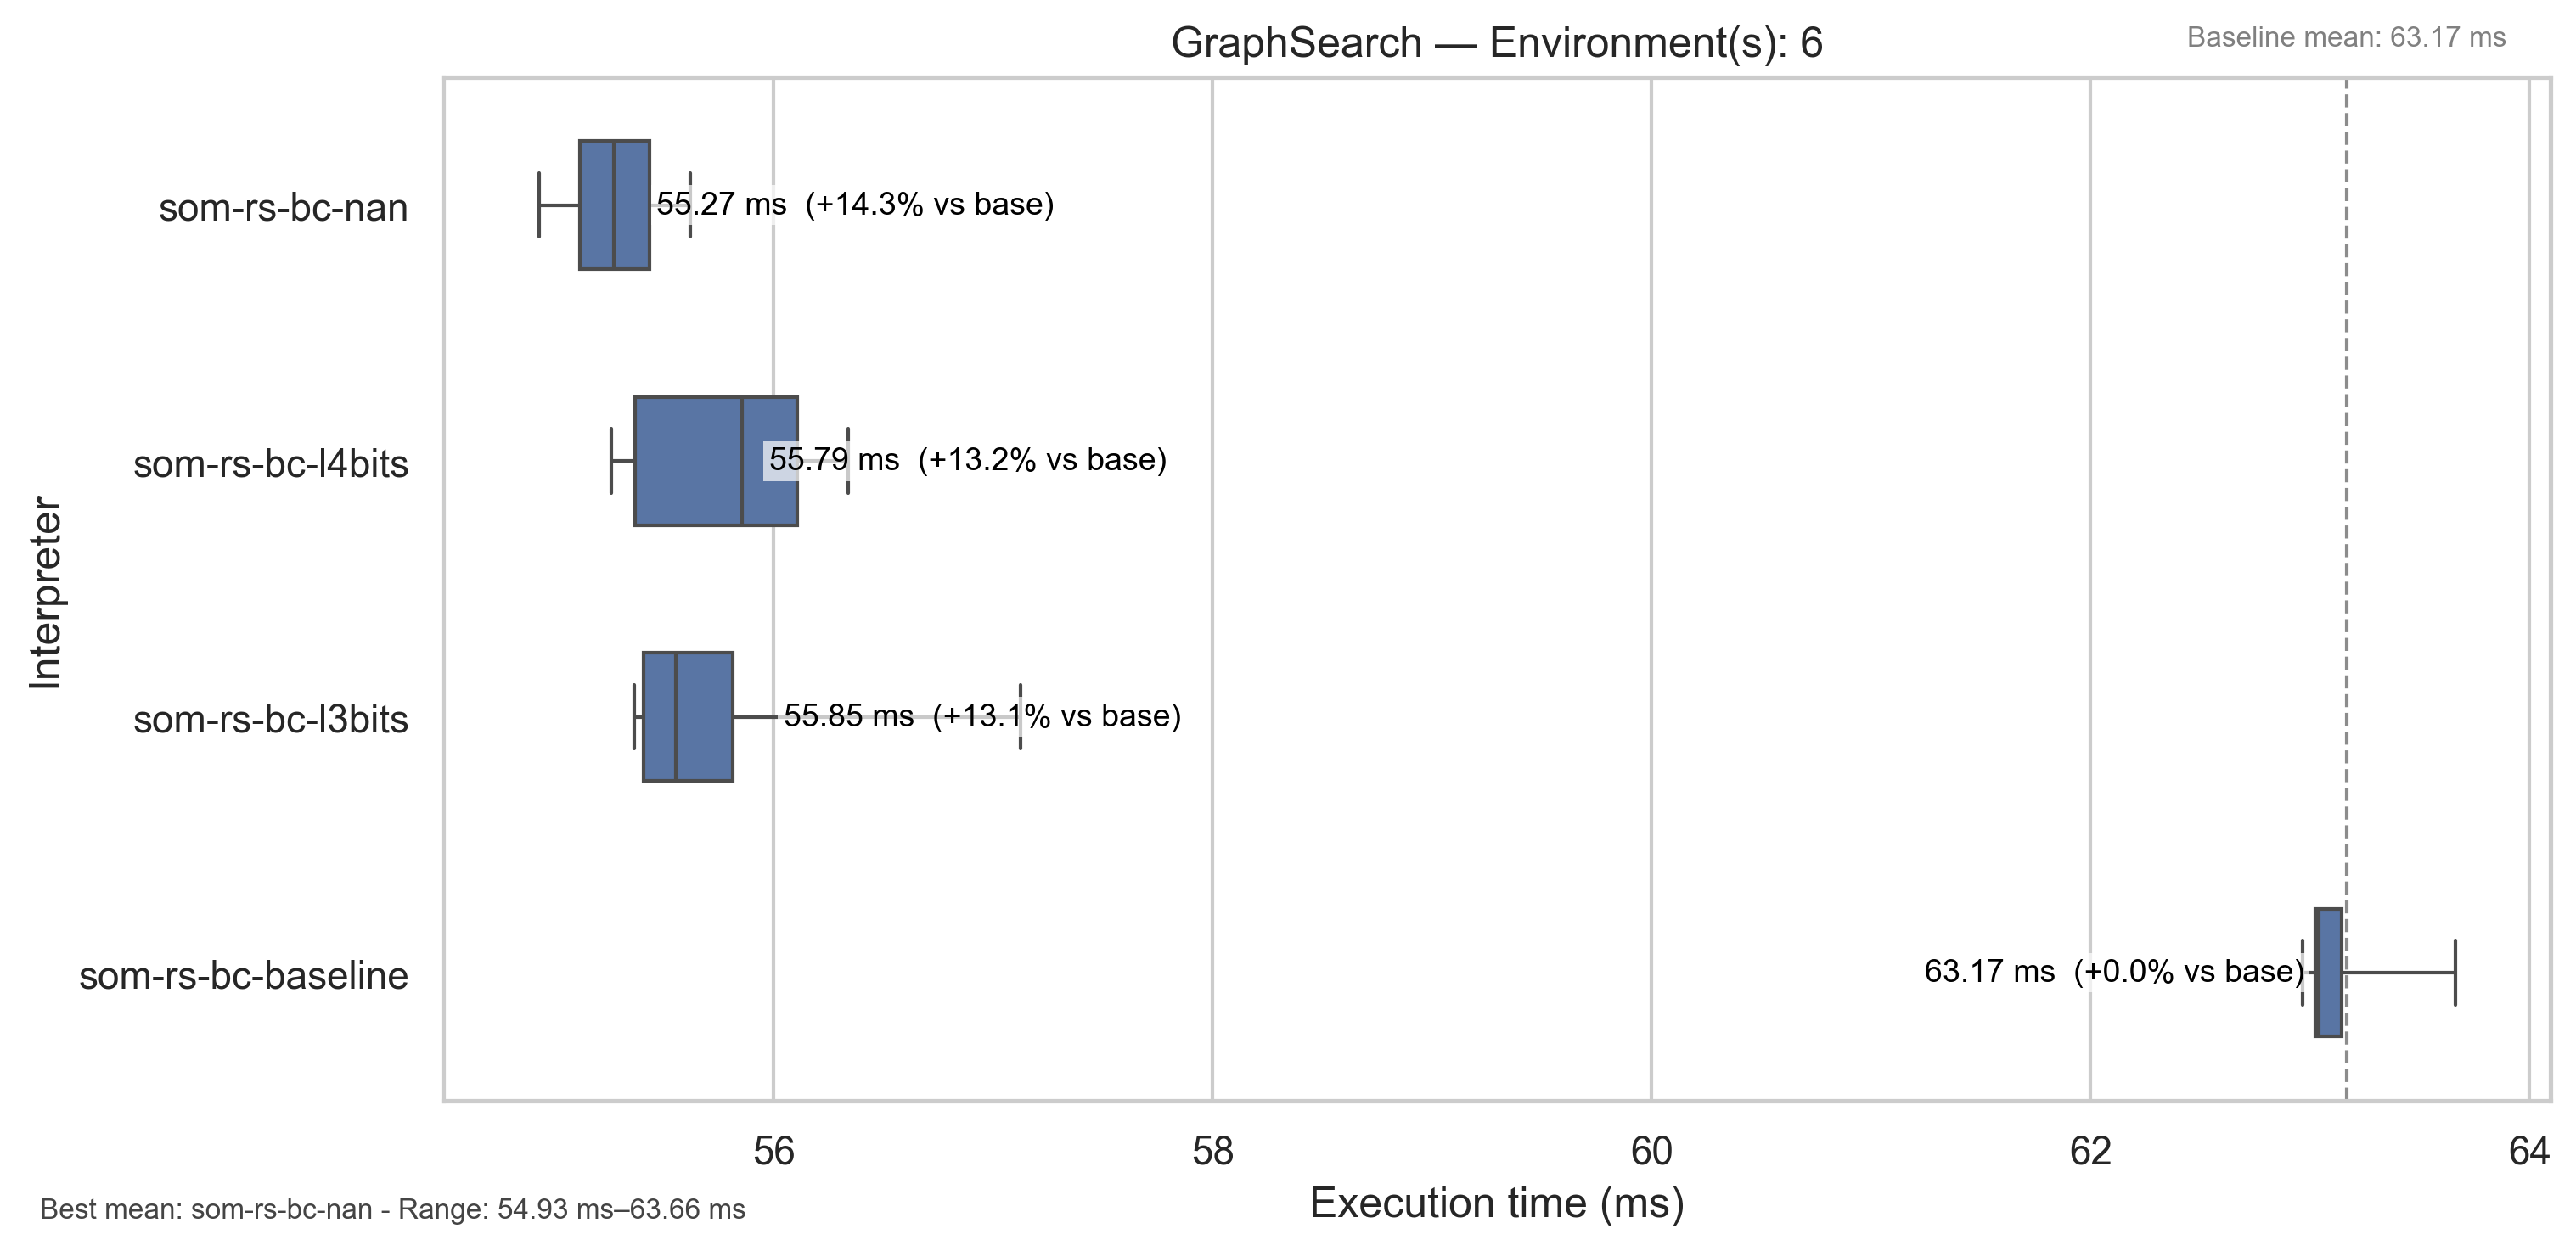 GraphSearch — Environment(s): 6
Baseline mean: 63.17 ms
Interpreter
som-rs-bc-nan
55.27 ms (+14.3% vs base)
som-rs-bc-l4bits
55.79 ms (+13.2% vs base)
som-rs-bc-l3bits
55.85 ms (+13.1% vs base)
som-rs-bc-baseline
63.17 ms (+0.0% vs base)
56 58 60 62 64
Execution time (ms)
Best mean: som-rs-bc-nan - Range: 54.93 ms–63.66 ms